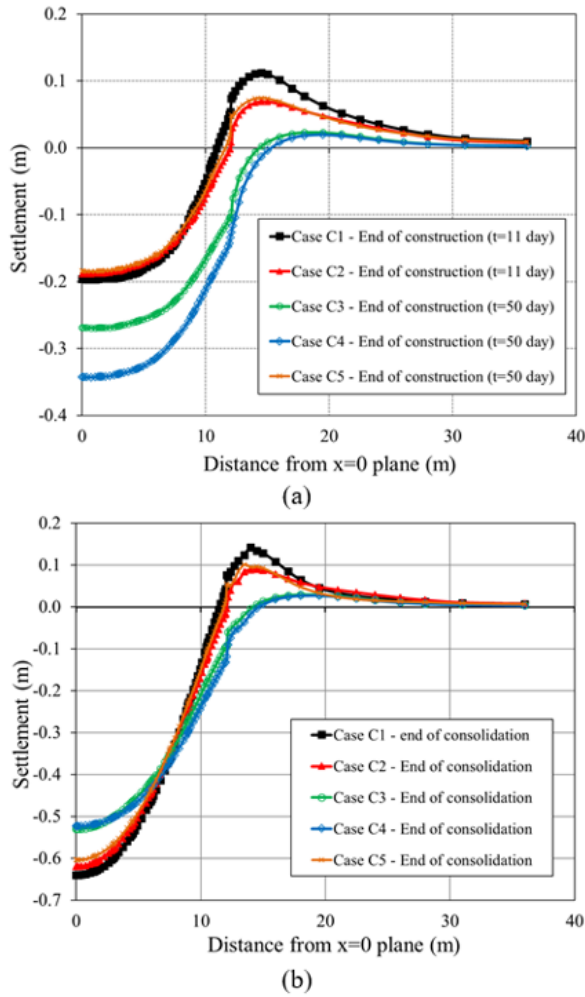 0.2
0.1
0.0
-0.1
-0.2
-0.3
-0.4
Settlement (m)
Case C1 - End of construction (t=11 day)
Case C2 - End of construction (t=11 day)
Case C3 - End of construction (t=50 day)
Case C4 - End of construction (t=50 day)
Case C5 - End of construction (t=50 day)
0 10 20 30 40
Distance from x=0 plane (m)
(a)
0.2
0.1
0.0
-0.1
-0.2
-0.3
-0.4
-0.5
-0.6
-0.7
Settlement (m)
Case C1 - end of consolidation
Case C2 - End of consolidation
Case C3 - End of consolidation
Case C4 - End of consolidation
Case C5 - End of consolidation
0 10 20 30 40
Distance from x=0 plane (m)
(b)